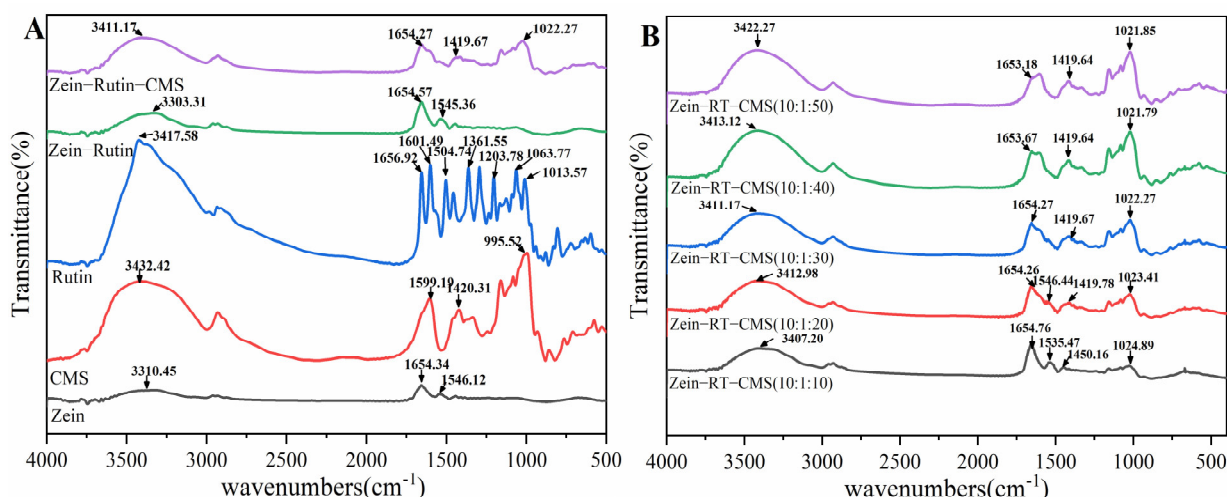 A
3411.17
1654.27
1419.67
1022.27
Zein−Rutin−CMS
3303.31
1654.57
1545.36
Zein−Rutin
3417.58
1656.92
1601.49
1504.74
1361.55
1203.78
1063.77
1013.57
Rutin
3432.42
1599.19
1420.31
995.52
CMS
3310.45
1654.34
1546.12
Zein
Transmittance(%)
4000 3500 3000 2500 2000 1500 1000 500
wavenumbers(cm⁻¹)
B
3422.27
1653.18
1419.64
1021.85
Zein−RT−CMS(10:1:50)
3413.12
1653.67
1419.64
1021.79
Zein−RT−CMS(10:1:40)
3411.17
1654.27
1419.67
1022.27
Zein−RT−CMS(10:1:30)
3412.98
1654.26
1546.44
1419.78
1023.41
Zein−RT−CMS(10:1:20)
3407.20
1654.76
1535.47
1450.16
1024.89
Zein−RT−CMS(10:1:10)
Transmittance(%)
4000 3500 3000 2500 2000 1500 1000 500
wavenumbers(cm⁻¹)